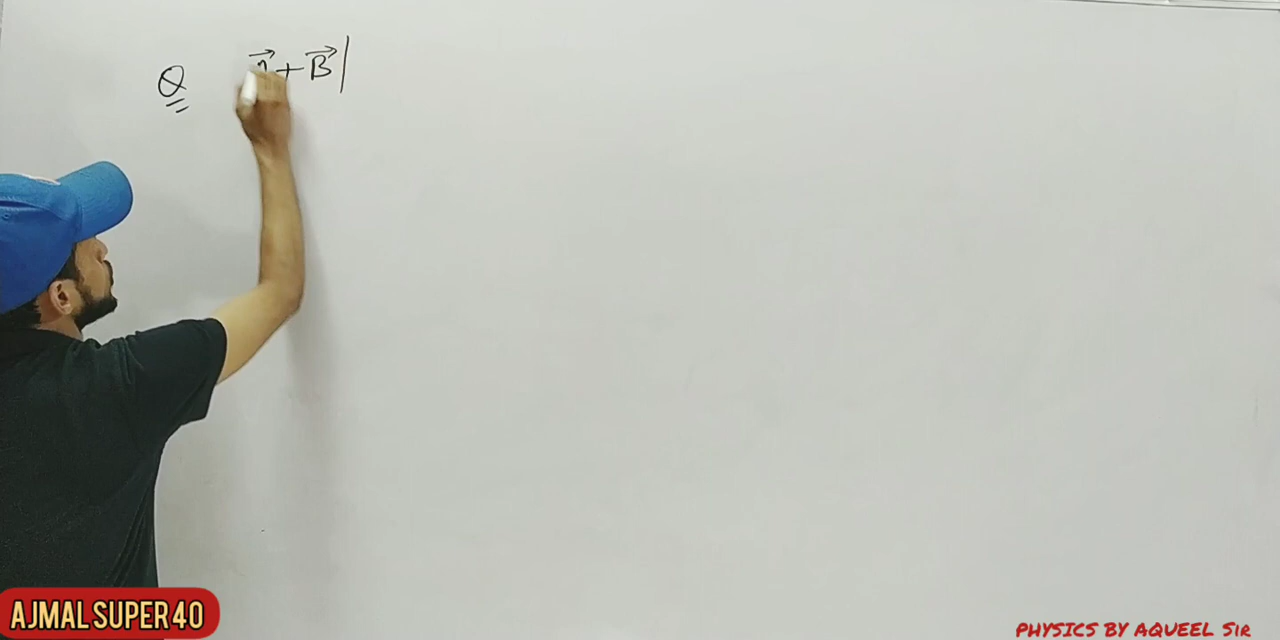 Q A⃗ + B⃗ |
AJMAL SUPER 40
PHYSICS BY AQUEEL SIR